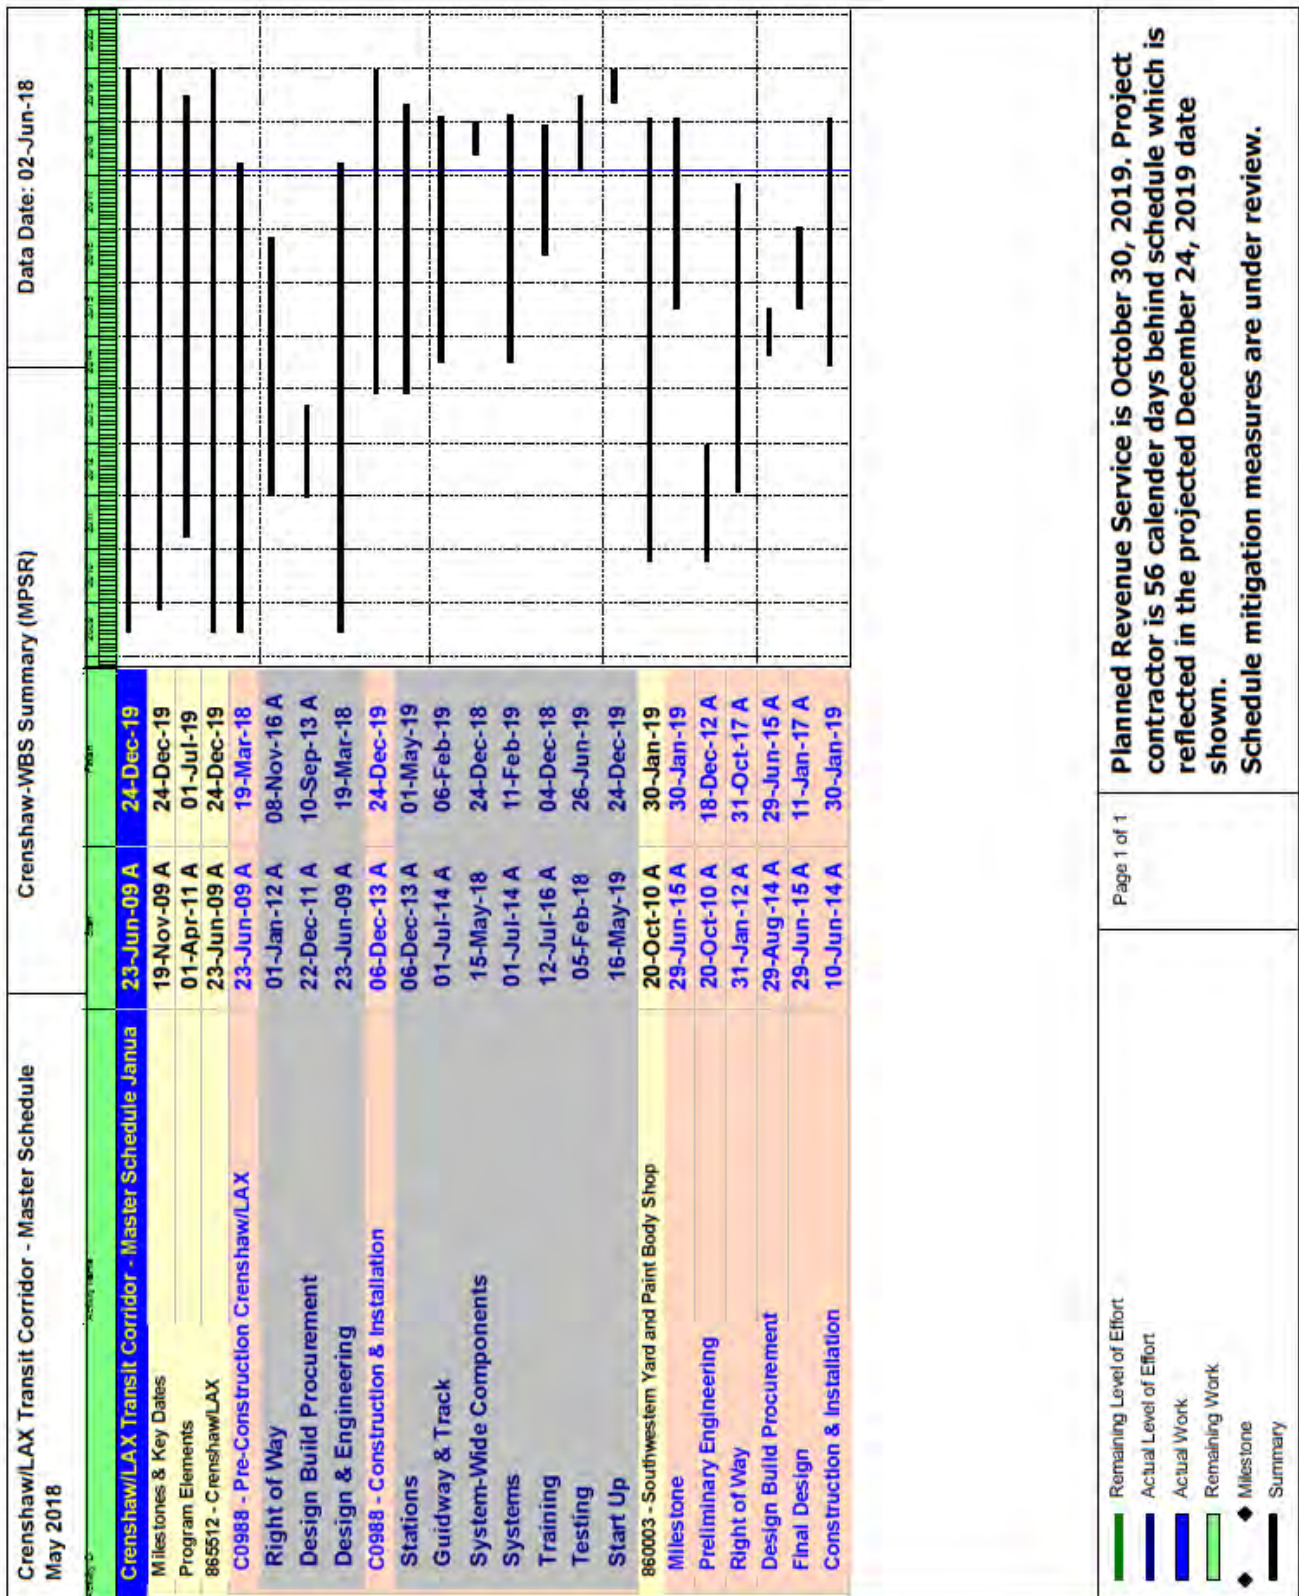 Crenshaw/LAX Transit Corridor - Master Schedule
May 2018
Crenshaw-WBS Summary (MPSR)
Data Date: 02-Jun-18
Activity Name Start Finish
Crenshaw/LAX Transit Corridor - Master Schedule Janua 23-Jun-09 A 24-Dec-19
Milestones & Key Dates 19-Nov-09 A 24-Dec-19
Program Elements 01-Apr-11 A 01-Jul-19
865512 - Crenshaw/LAX 23-Jun-09 A 24-Dec-19
C0988 - Pre-Construction Crenshaw/LAX 23-Jun-09 A 19-Mar-18
Right of Way 01-Jan-12 A 08-Nov-16 A
Design Build Procurement 22-Dec-11 A 10-Sep-13 A
Design & Engineering 23-Jun-09 A 19-Mar-18
C0988 - Construction & Installation 06-Dec-13 A 24-Dec-19
Stations 06-Dec-13 A 01-May-19
Guidway & Track 01-Jul-14 A 06-Feb-19
System-Wide Components 15-May-18 24-Dec-18
Systems 01-Jul-14 A 11-Feb-19
Training 12-Jul-16 A 04-Dec-18
Testing 05-Feb-18 26-Jun-19
Start Up 16-May-19 24-Dec-19
860003 - Southwestern Yard and Paint Body Shop 20-Oct-10 A 30-Jan-19
Milestone 29-Jun-15 A 30-Jan-19
Preliminary Engineering 20-Oct-10 A 18-Dec-12 A
Right of Way 31-Jan-12 A 31-Oct-17 A
Design Build Procurement 29-Aug-14 A 29-Jun-15 A
Final Design 29-Jun-15 A 11-Jan-17 A
Construction & Installation 10-Jun-14 A 30-Jan-19
Remaining Level of Effort
Actual Level of Effort
Actual Work
Remaining Work
Milestone
Summary
Page 1 of 1
Planned Revenue Service is October 30, 2019. Project
contractor is 56 calender days behind schedule which is
reflected in the projected December 24, 2019 date
shown.
Schedule mitigation measures are under review.